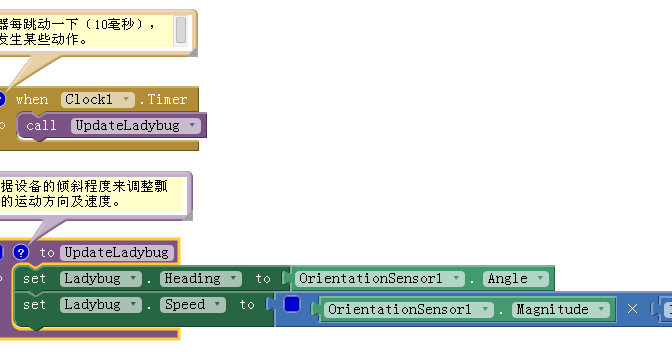 器每跳动一下（10毫秒），
发生某些动作。
when Clock1 .Timer
call UpdateLadybug
据设备的倾斜程度来调整瓢
的运动方向及速度。
? to UpdateLadybug
set Ladybug . Heading to OrientationSensor1 . Angle
set Ladybug . Speed to OrientationSensor1 . Magnitude ×